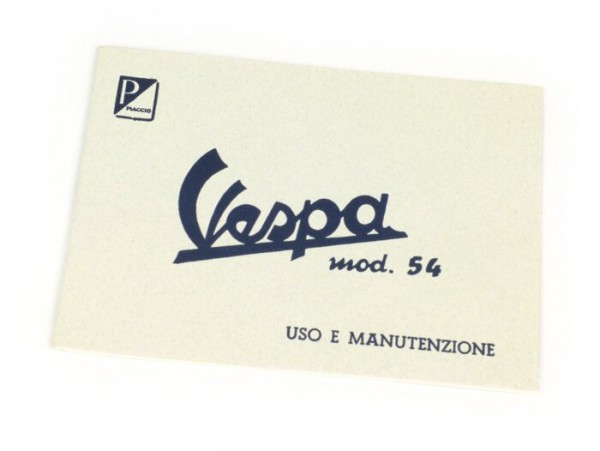 P
PIAGGIO
Vespa
mod. 54
USO E MANUTENZIONE